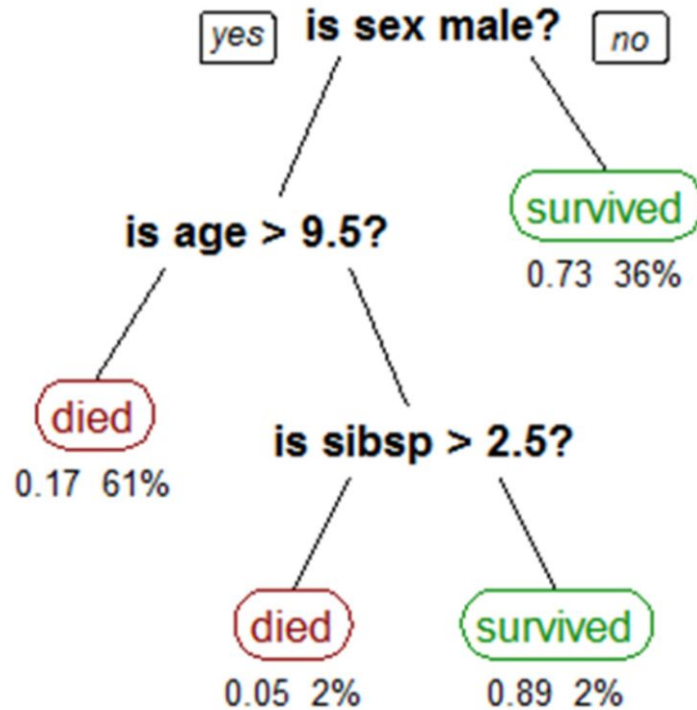 yes is sex male? no
survived
is age > 9.5?
0.73 36%
died
is sibsp > 2.5?
0.17 61%
died survived
0.05 2% 0.89 2%